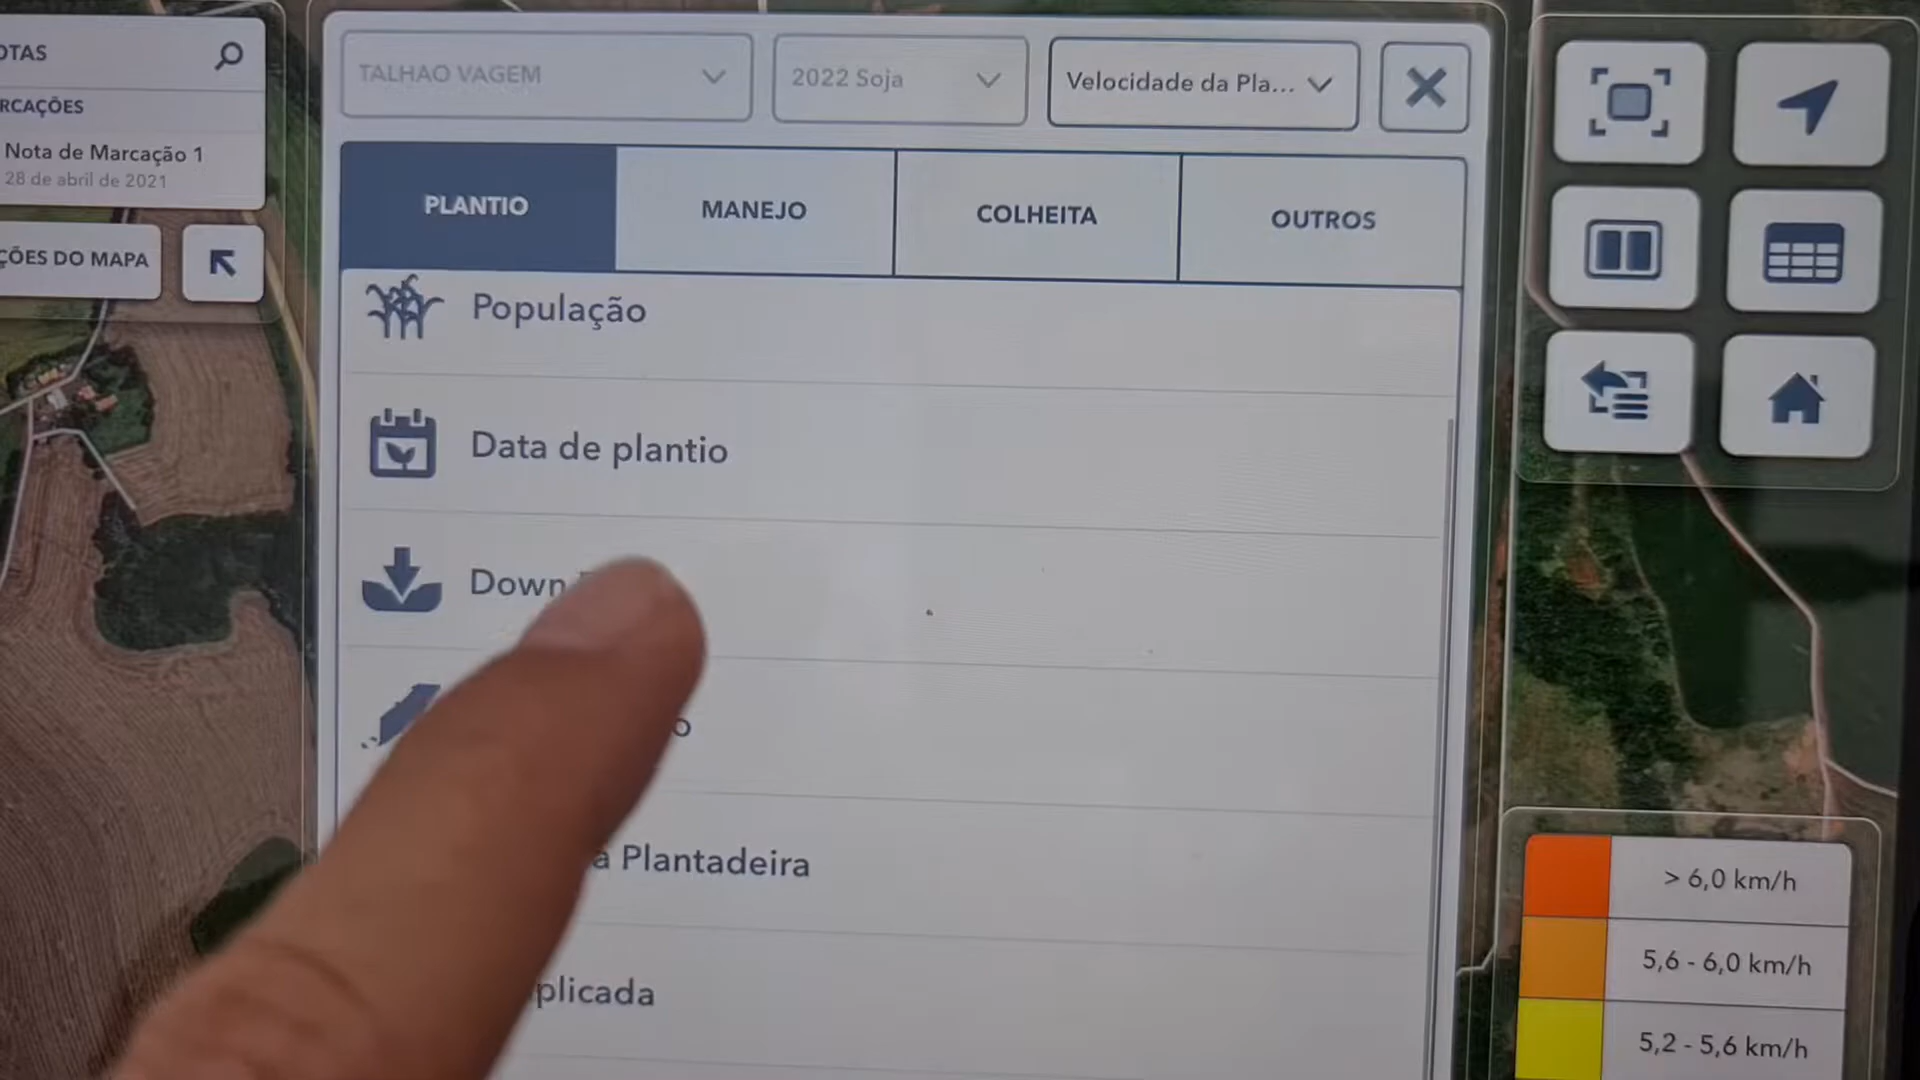 OTAS
RCAÇÕES
Nota de Marcação 1
28 de abril de 2021
ÇÕES DO MAPA
TALHAO VAGEM
2022 Soja
Velocidade da Pla...
PLANTIO
MANEJO
COLHEITA
OUTROS
População
Data de plantio
Down
o
a Plantadeira
plicada
> 6,0 km/h
5,6 - 6,0 km/h
5,2 - 5,6 km/h